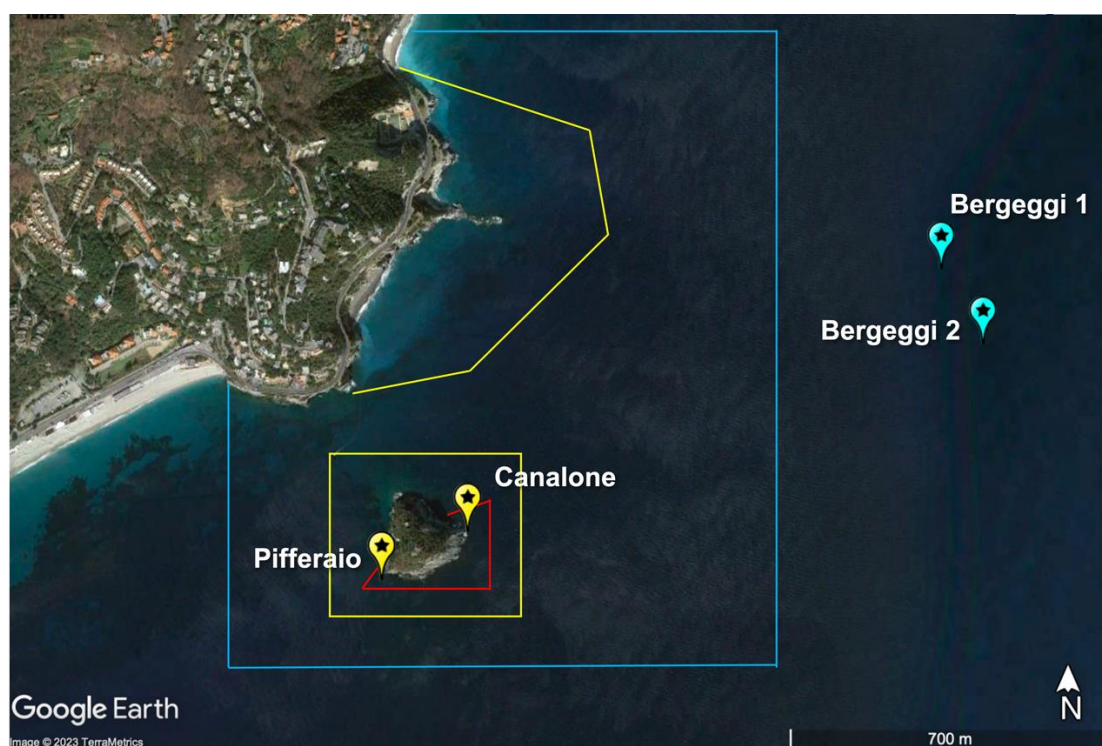 Bergeggi 1
Bergeggi 2
Canalone
Pifferaio
Google Earth
N
Image © 2023 TerraMetrics
700 m